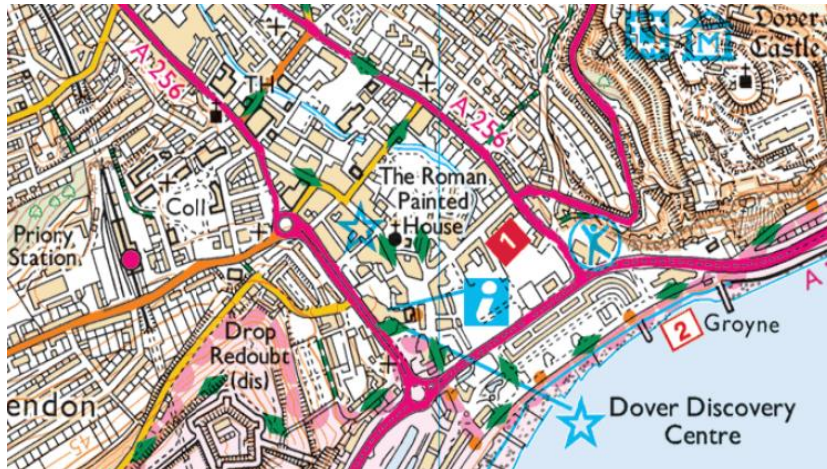 Dover
Castle
M
A 256
TH
A 256
The Roman
Painted
House
Coll
1
Priory
Station
i
A
2
Groyne
Drop
Redoubt
(dis)
endon
45
Dover Discovery
Centre